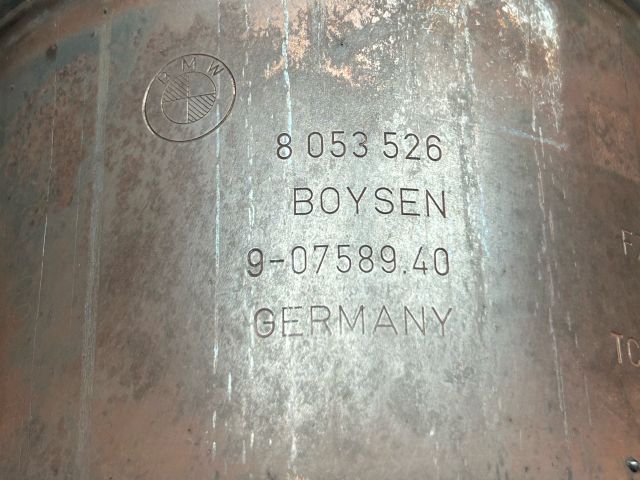 BMW
8 053 526
BOYSEN
9-07589.40
GERMANY